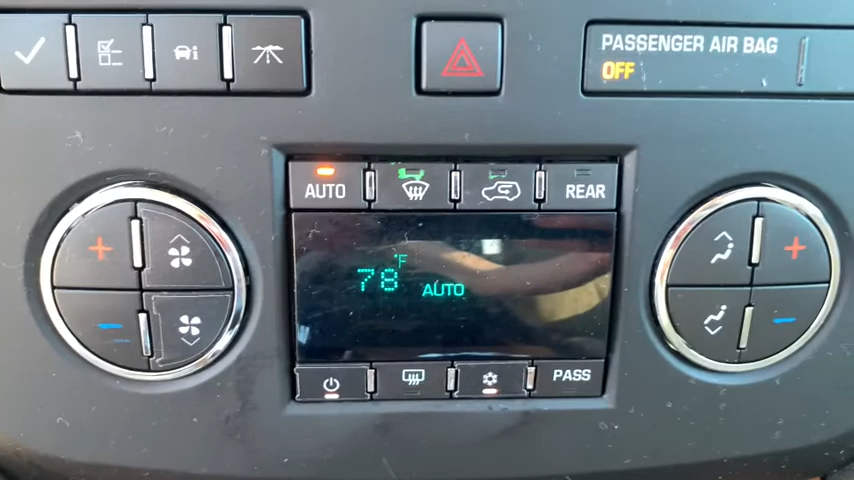 PASSENGER AIR BAG
OFF
AUTO
REAR
78°F
AUTO
PASS